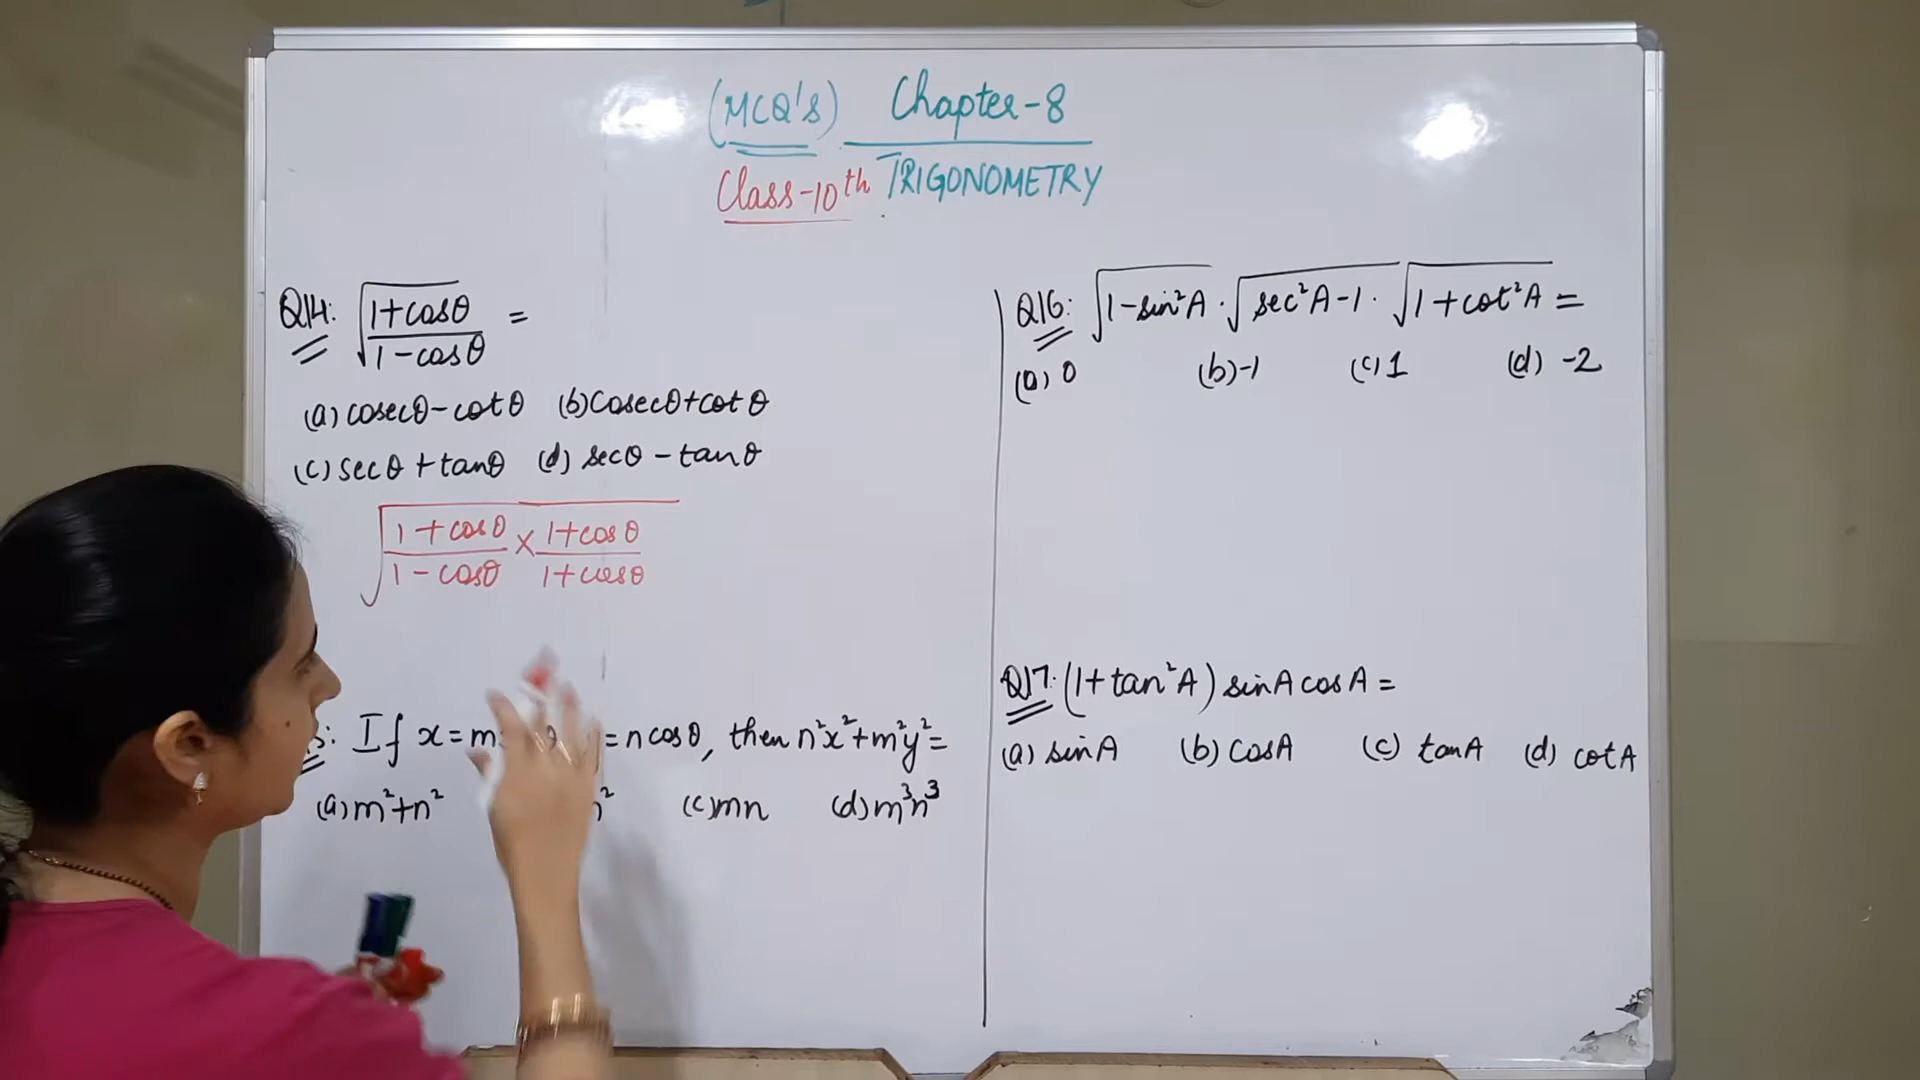 (MCQ's) Chapter-8
Class-10th TRIGONOMETRY
Q14: √((1+cosθ)/(1-cosθ)) =
(a) cosecθ-cotθ (b) cosecθ+cotθ
(c) secθ+tanθ (d) secθ-tanθ
√((1+cosθ)/(1-cosθ) × (1+cosθ)/(1+cosθ))
If x=m =ncosθ, then n²x²+m²y²=
(a) m²+n² (c) mn (d) m³n³
Q16: √(1-sin²A) · √(sec²A-1) · √(1+cot²A) =
(a) 0 (b) -1 (c) 1 (d) -2
Q17: (1+tan²A) sinA cosA =
(a) sinA (b) cosA (c) tanA (d) cotA